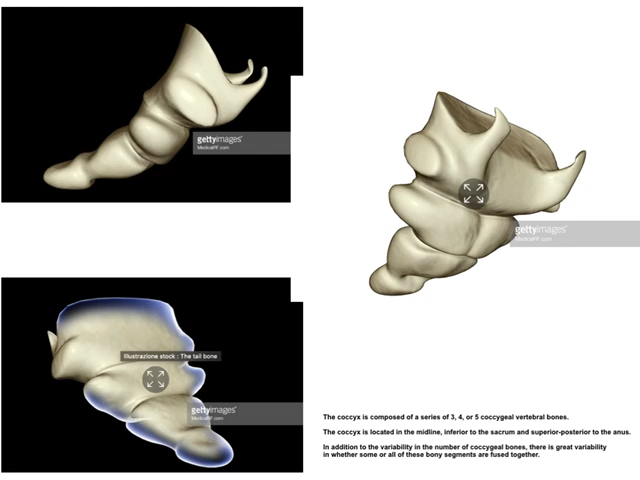 gettyimages®
MedicalRF.com
gettyimages®
MedicalRF.com
Illustrazione stock : The tail bone
gettyimages®
MedicalRF.com
The coccyx is composed of a series of 3, 4, or 5 coccygeal vertebral bones.
The coccyx is located in the midline, inferior to the sacrum and superior-posterior to the anus.
In addition to the variability in the number of coccygeal bones, there is great variability
in whether some or all of these bony segments are fused together.